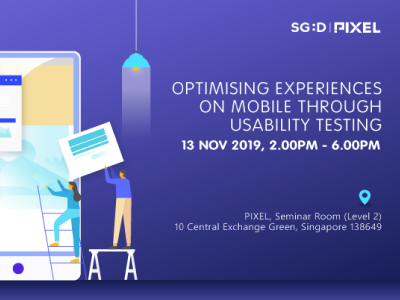 SG:D | PIXEL
OPTIMISING EXPERIENCES
ON MOBILE THROUGH
USABILITY TESTING
13 NOV 2019, 2.00PM - 6.00PM
PIXEL, Seminar Room (Level 2)
10 Central Exchange Green, Singapore 138649